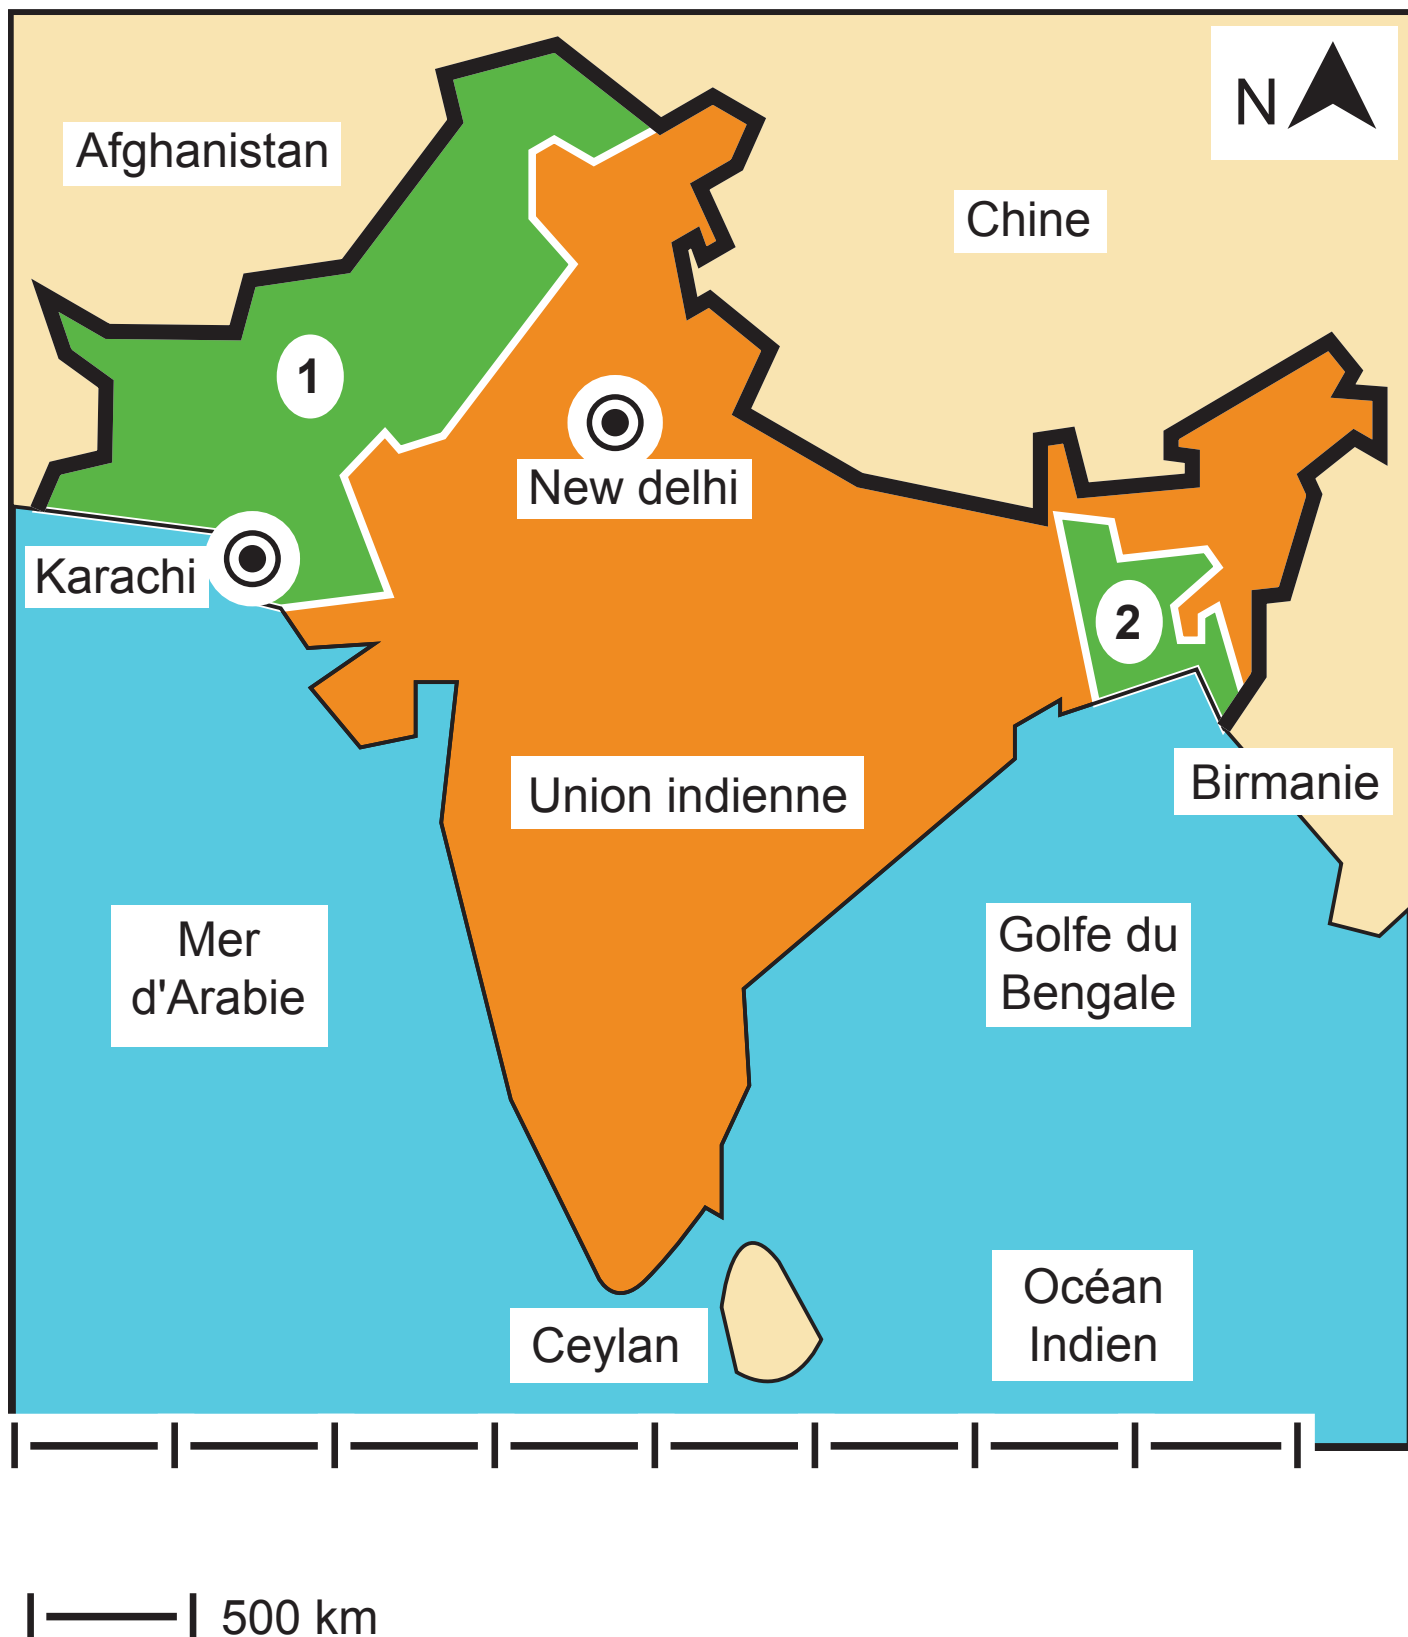 N
Afghanistan
Chine
1
New delhi
Karachi
2
Union indienne
Birmanie
Mer
d'Arabie
Golfe du
Bengale
Océan
Indien
Ceylan
500 km